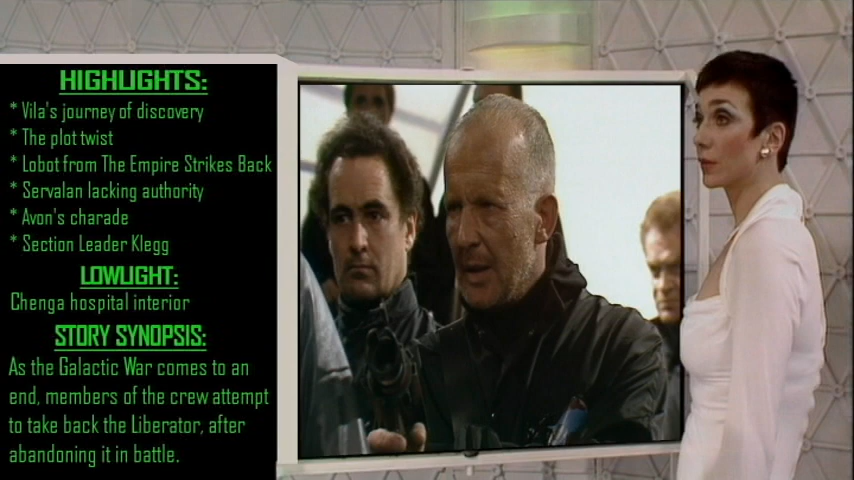 HIGHLIGHTS:
* Vila's journey of discovery
* The plot twist
* Lobot from The Empire Strikes Back
* Servalan lacking authority
* Avon's charade
* Section Leader Klegg
LOWLIGHT:
Chenga hospital interior
STORY SYNOPSIS:
As the Galactic War comes to an
end, members of the crew attempt
to take back the Liberator, after
abandoning it in battle.